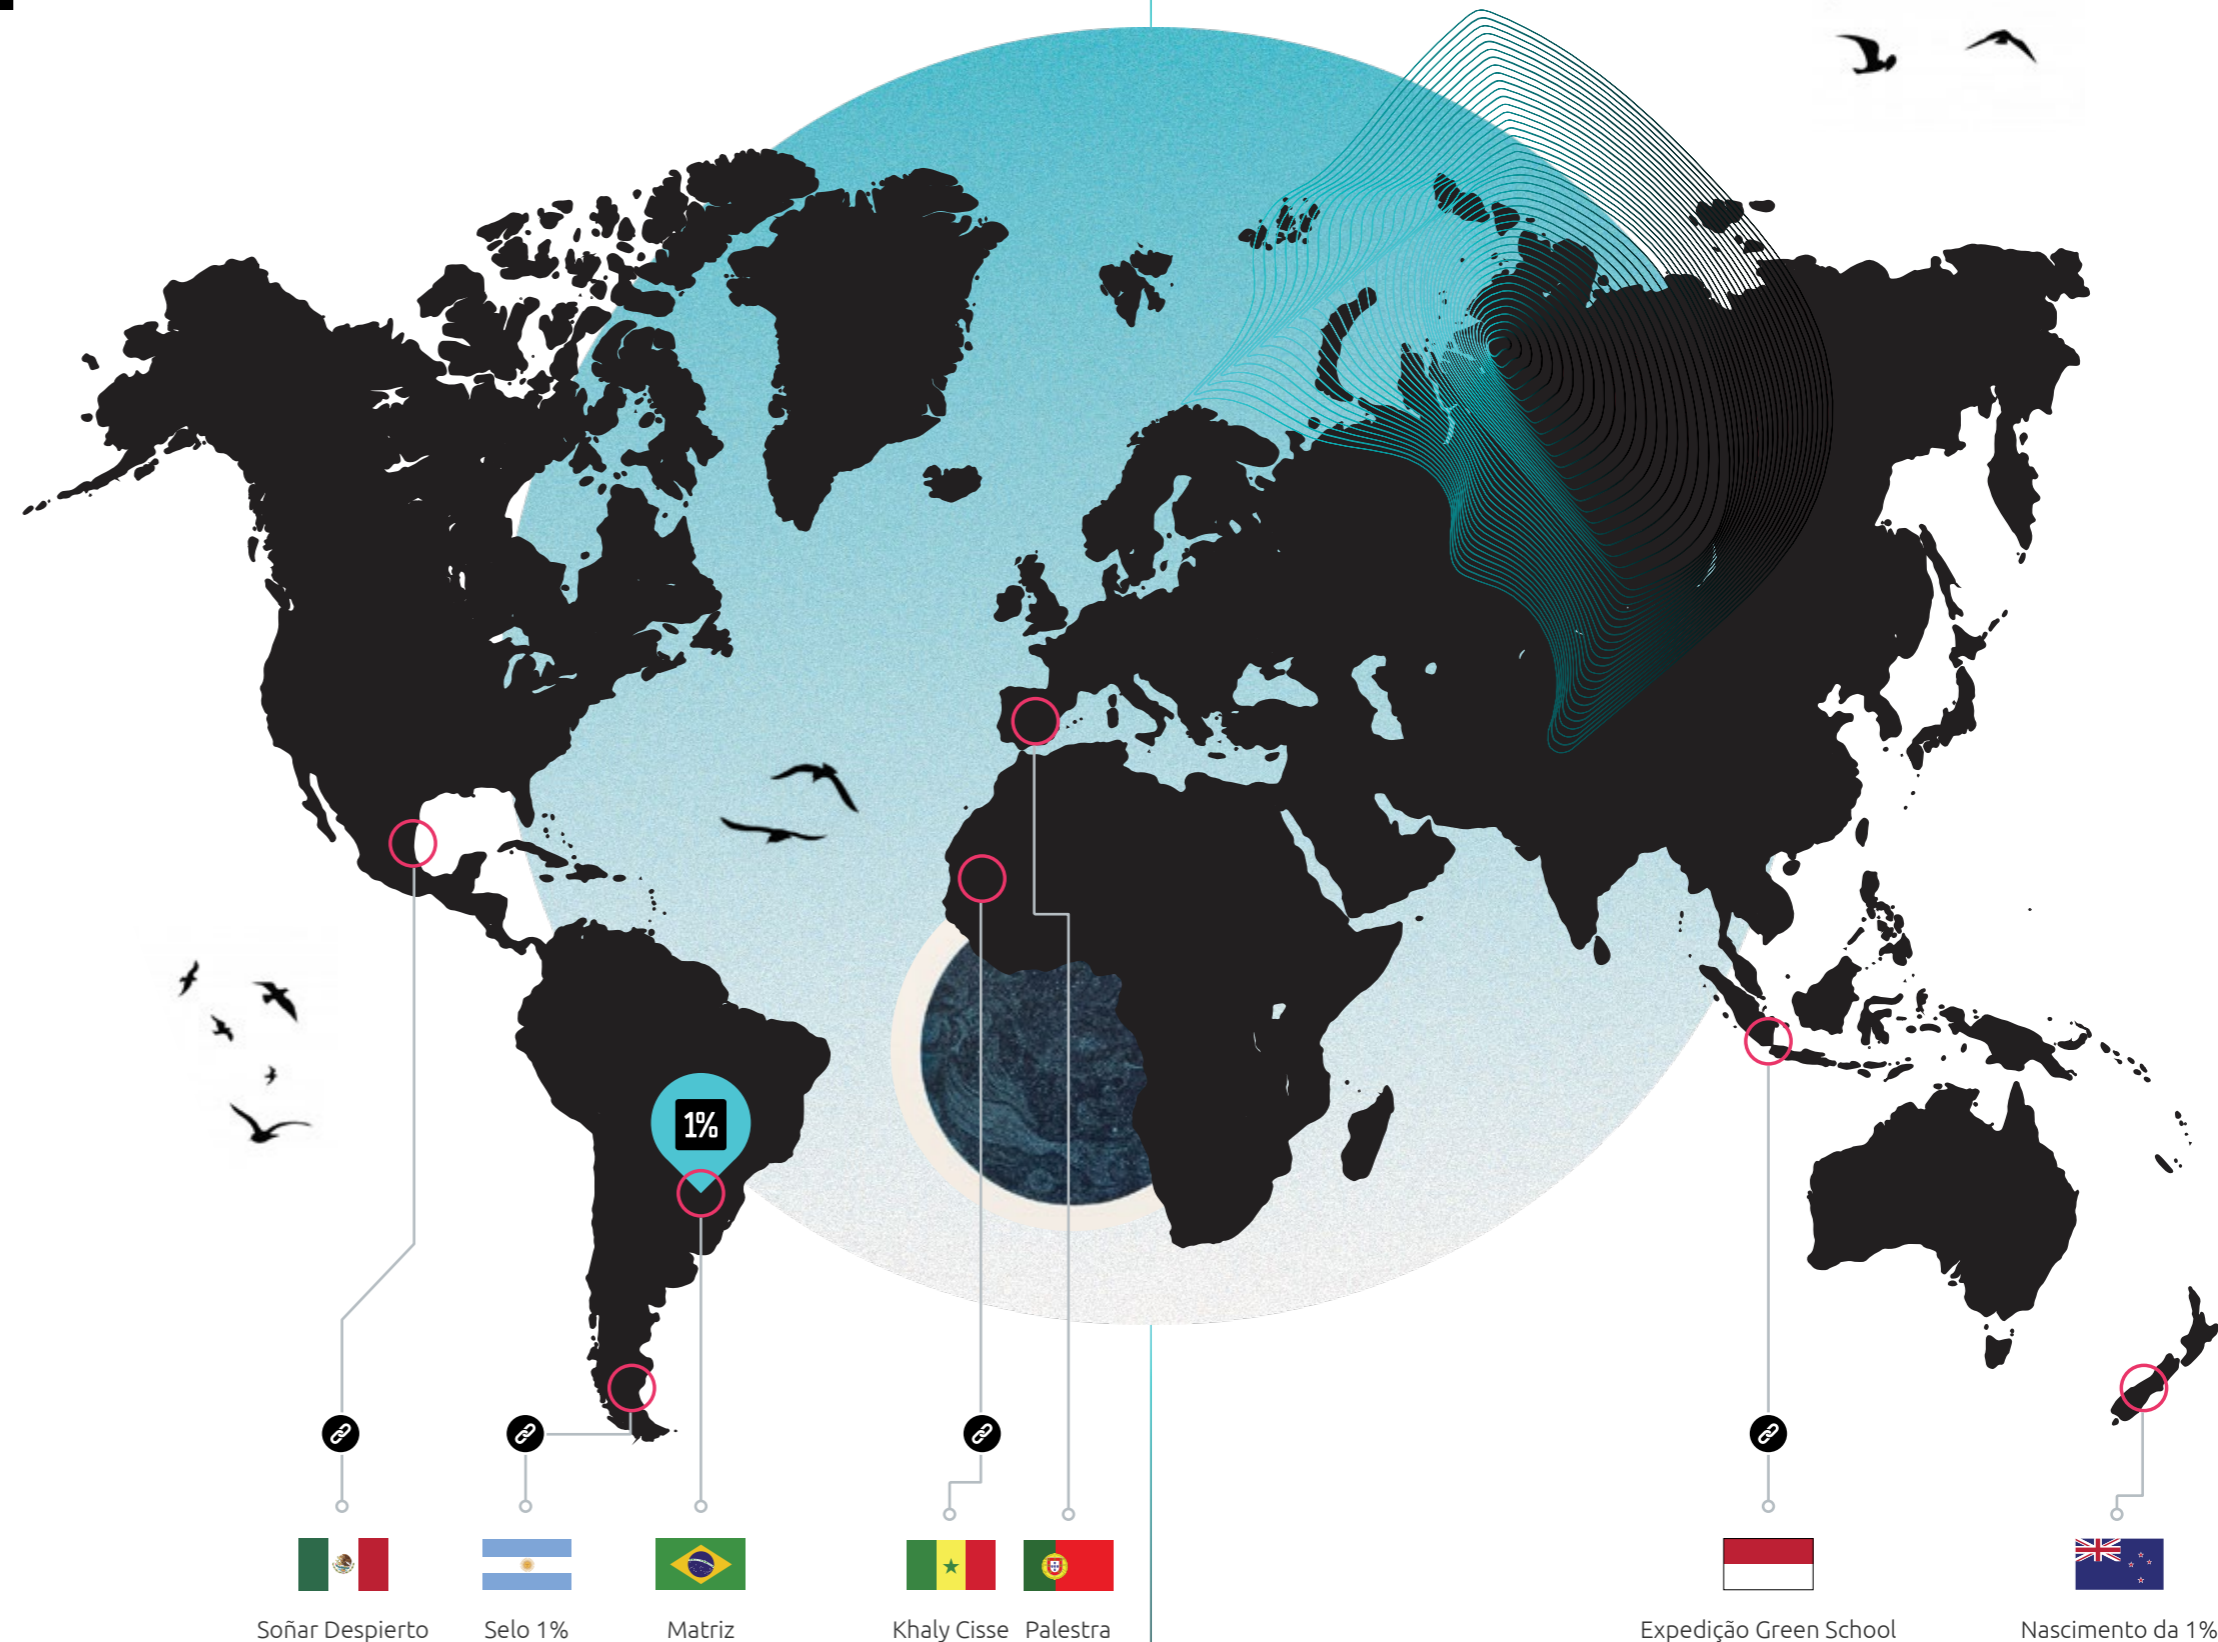 1%
Soñar Despierto
Selo 1%
Matriz
Khaly Cisse
Palestra
Expedição Green School
Nascimento da 1%